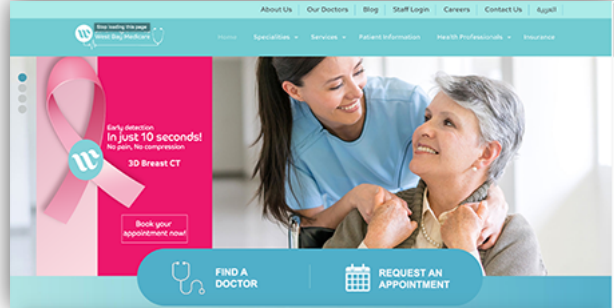 About Us Our Doctors Blog Staff Login Careers Contact Us العربية
Stop loading this page
West Bay Medicare
Home Specialities Services Patient Information Health Professionals Insurance
Early detection
In just 10 seconds!
No pain, No compression
3D Breast CT
Book your
appointment now!
FIND A
DOCTOR
REQUEST AN
APPOINTMENT